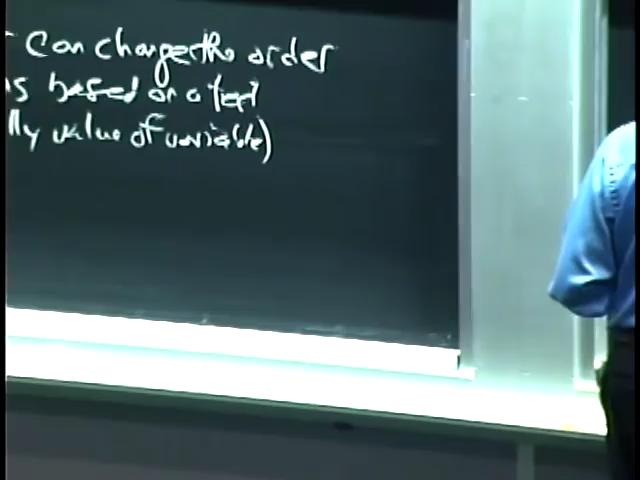 can change the order
s based on a test
lly value of variable)